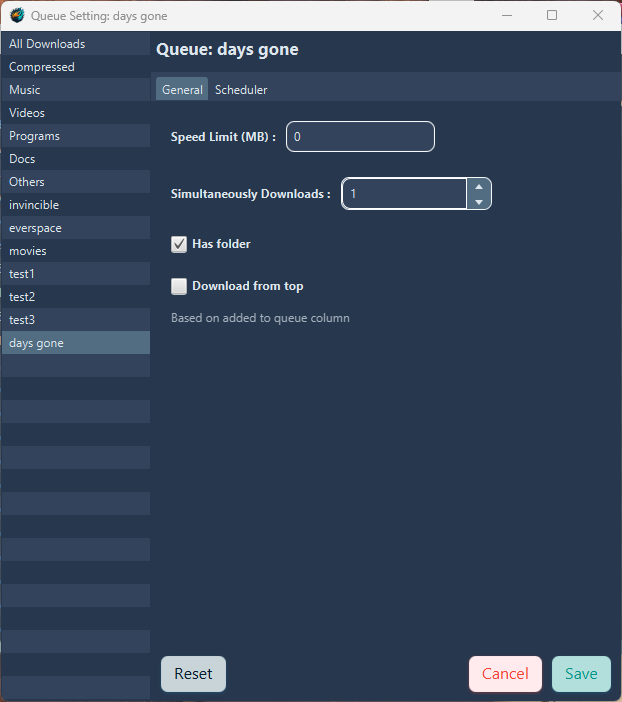 Queue Setting: days gone
All Downloads
Compressed
Music
Videos
Programs
Docs
Others
invincible
everspace
movies
test1
test2
test3
days gone
Queue: days gone
General Scheduler
Speed Limit (MB) : 0
Simultaneously Downloads : 1
Has folder
Download from top
Based on added to queue column
Reset Cancel Save